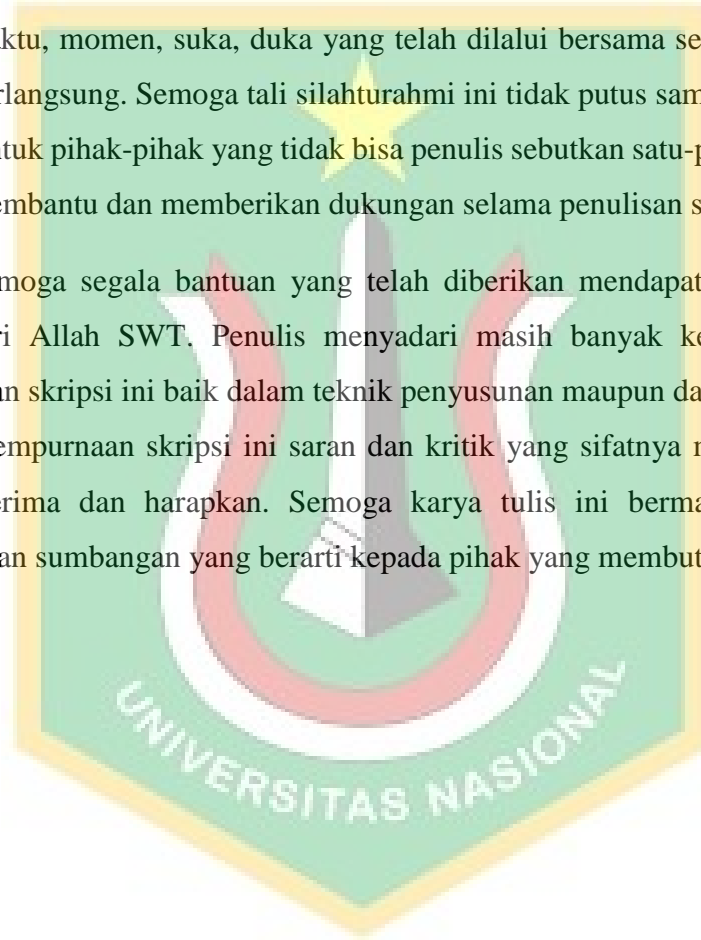 aktu, momen, suka, duka yang telah dilalui bersama se
rlangsung. Semoga tali silahturahmi ini tidak putus sam
ntuk pihak-pihak yang tidak bisa penulis sebutkan satu-p
embantu dan memberikan dukungan selama penulisan s
moga segala bantuan yang telah diberikan mendapat
ri Allah SWT. Penulis menyadari masih banyak ke
an skripsi ini baik dalam teknik penyusunan maupun da
empurnaan skripsi ini saran dan kritik yang sifatnya m
erima dan harapkan. Semoga karya tulis ini berma
an sumbangan yang berarti kepada pihak yang membut
UNIVERSITAS NASIONAL